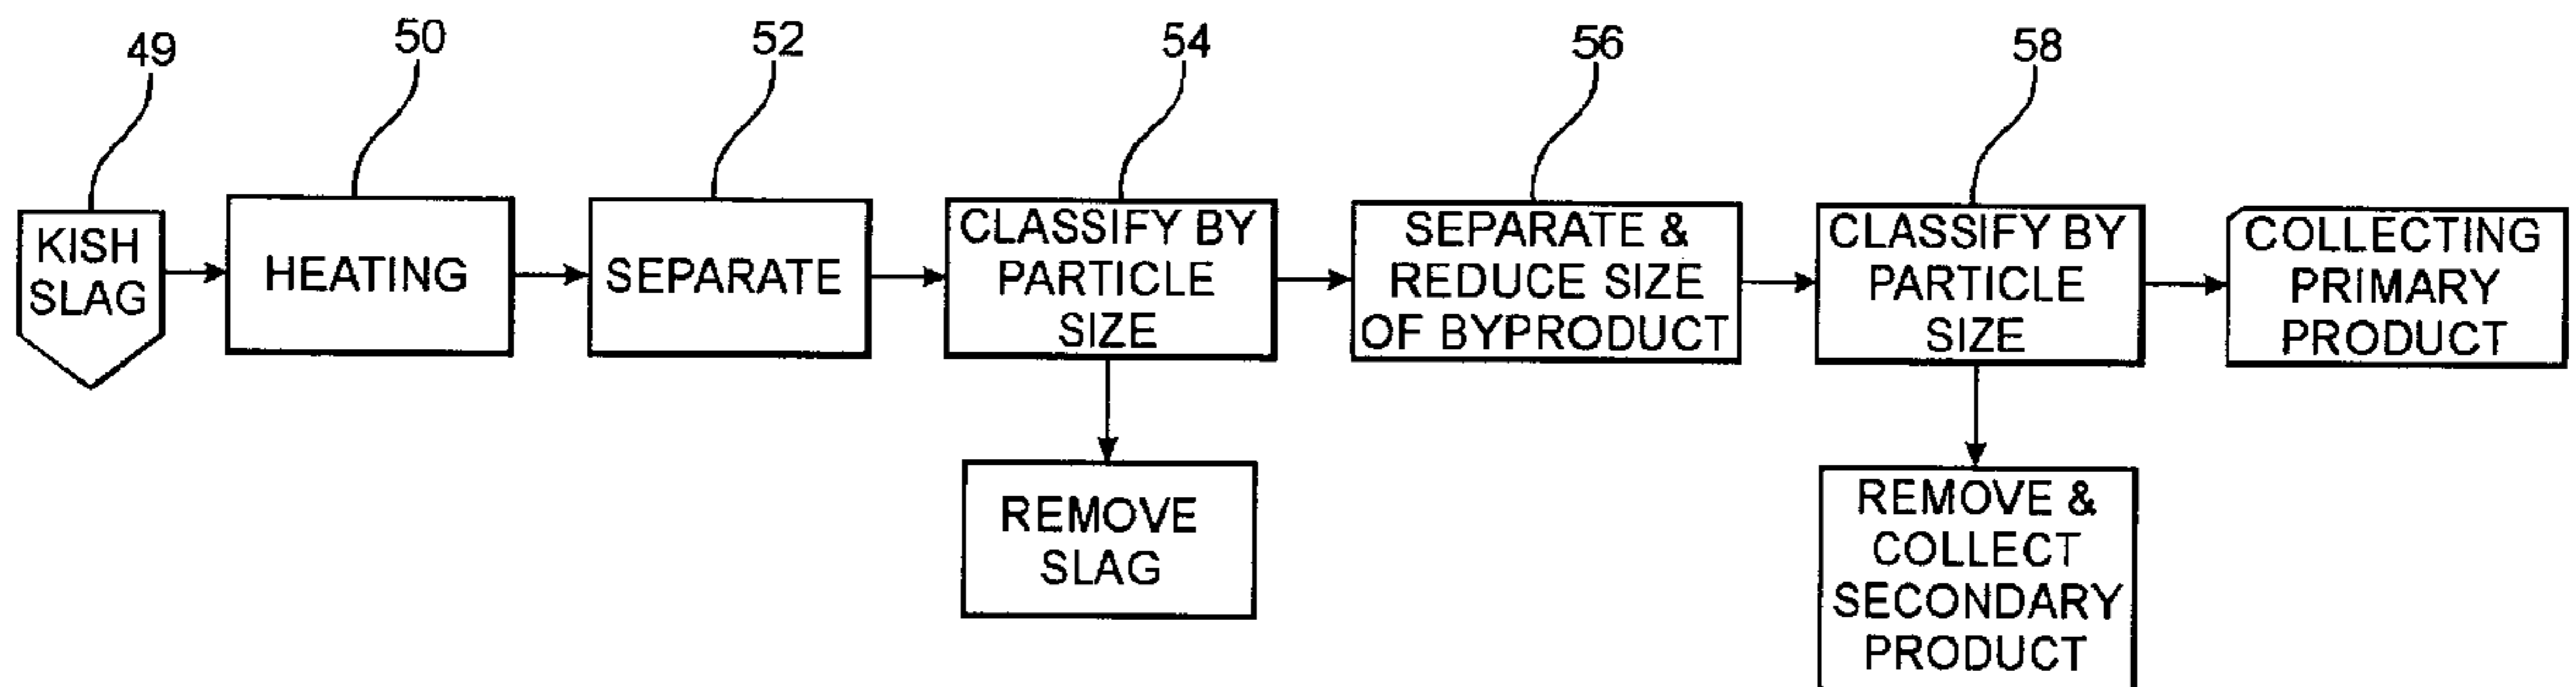 49
50
52
54
56
58
KISH
SLAG
HEATING
SEPARATE
CLASSIFY BY
PARTICLE
SIZE
SEPARATE &
REDUCE SIZE
OF BYPRODUCT
CLASSIFY BY
PARTICLE
SIZE
COLLECTING
PRIMARY
PRODUCT
REMOVE
SLAG
REMOVE &
COLLECT
SECONDARY
PRODUCT